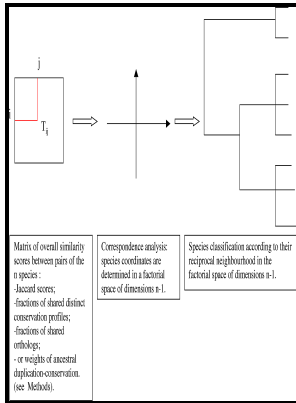 j
i
Tij
Matrix of overall similarity
scores between pairs of the
n species :
-Jaccard scores;
-fractions of shared distinct
conservation profiles;
-fractions of shared
orthologs;
- or weights of ancestral
duplication-conservation.
(see Methods).
Correspondence analysis:
species coordinates are
determined in a factorial
space of dimensions n-1.
Species classification according to their
reciprocal neighbourhood in the
factorial space of dimensions n-1.